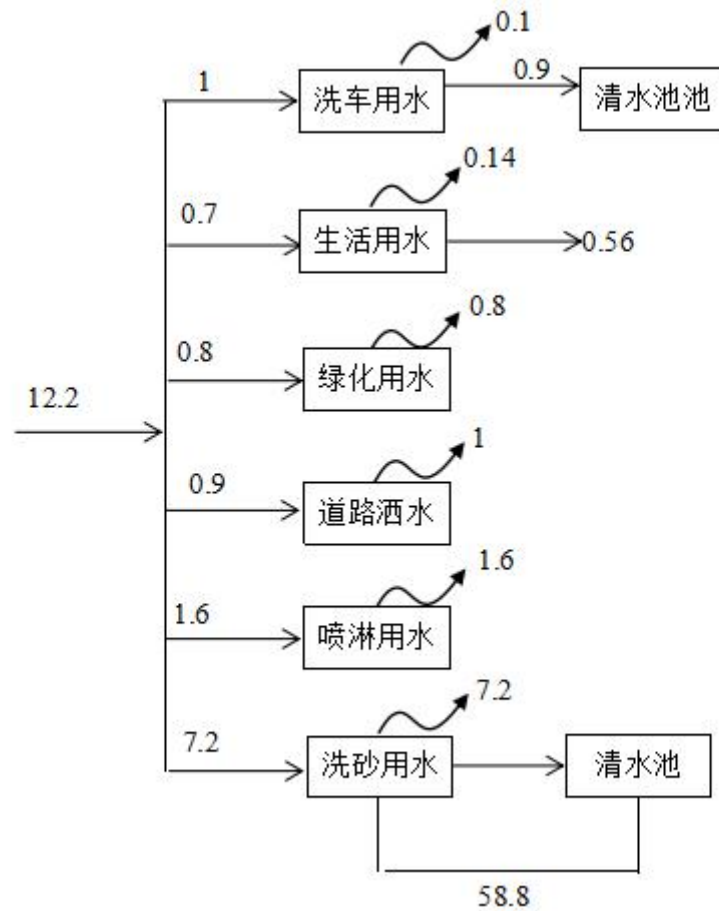 0.1
1
洗车用水
0.9
清水池池
0.14
0.7
生活用水
0.56
0.8
0.8
绿化用水
12.2
1
0.9
道路洒水
1.6
1.6
喷淋用水
7.2
7.2
洗砂用水
清水池
58.8